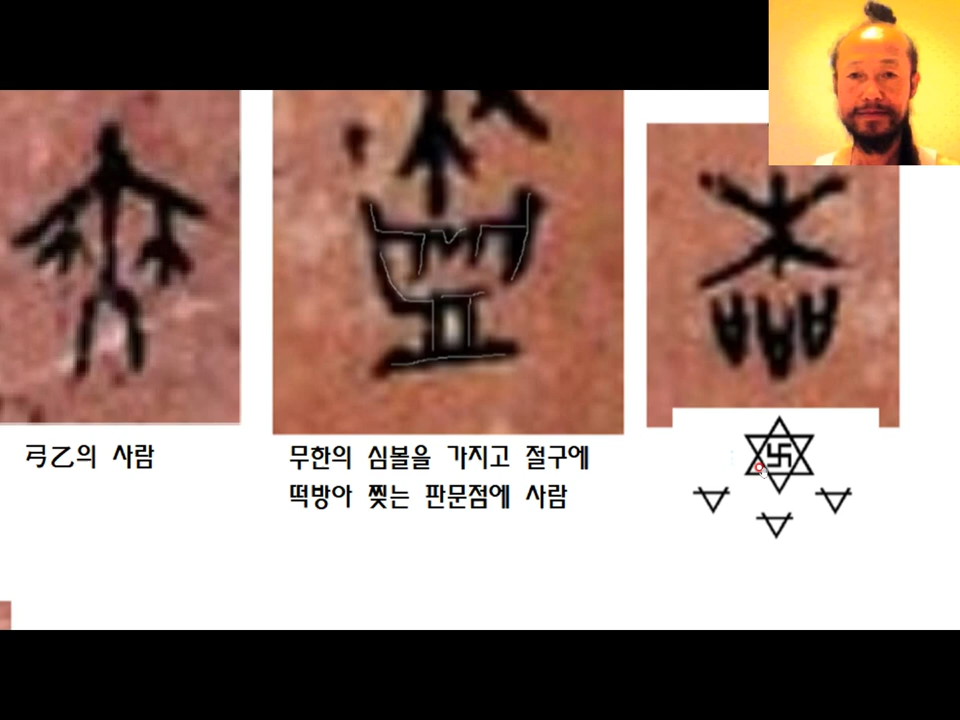 弓乙의 사람
무한의 심볼을 가지고 절구에
떡방아 찢는 판문점에 사람